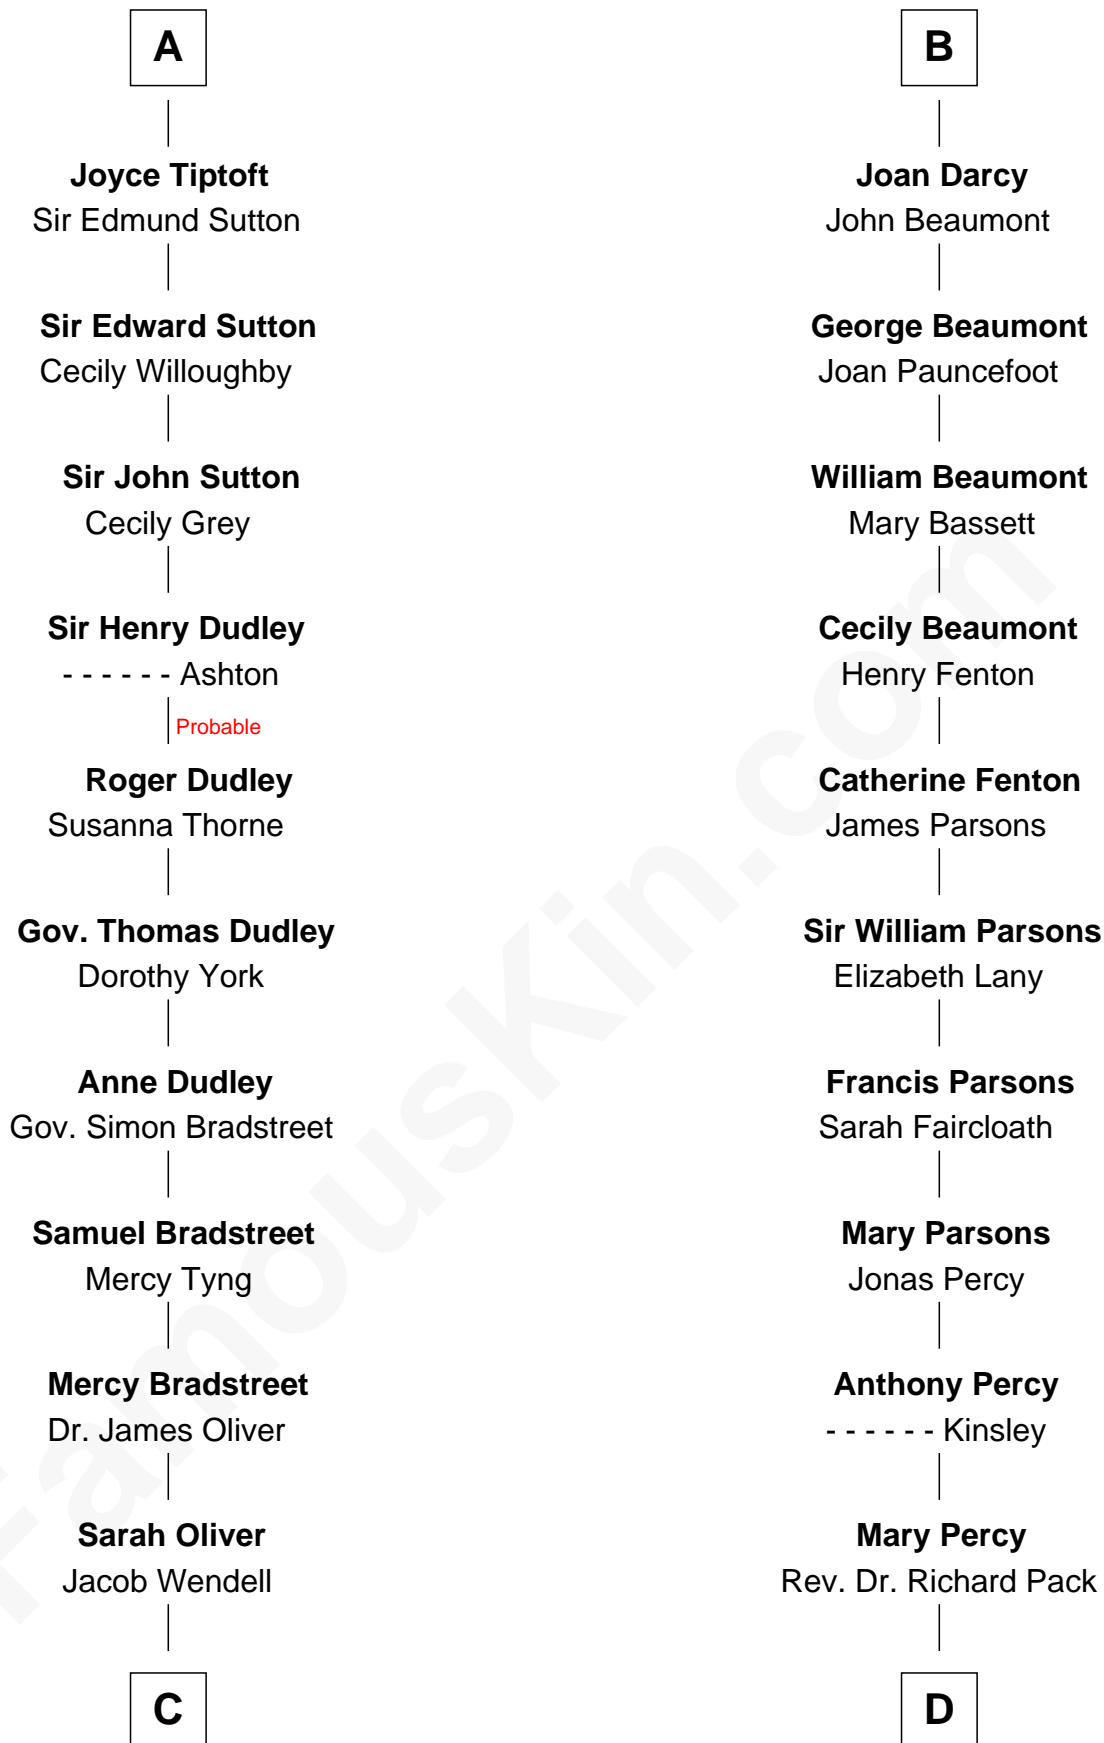 A
Joyce Tiptoft
Sir Edmund Sutton
Sir Edward Sutton
Cecily Willoughby
Sir John Sutton
Cecily Grey
Sir Henry Dudley
- - - - - - Ashton
Probable
Roger Dudley
Susanna Thorne
Gov. Thomas Dudley
Dorothy York
Anne Dudley
Gov. Simon Bradstreet
Samuel Bradstreet
Mercy Tyng
Mercy Bradstreet
Dr. James Oliver
Sarah Oliver
Jacob Wendell
C
B
Joan Darcy
John Beaumont
George Beaumont
Joan Pauncefoot
William Beaumont
Mary Bassett
Cecily Beaumont
Henry Fenton
Catherine Fenton
James Parsons
Sir William Parsons
Elizabeth Lany
Francis Parsons
Sarah Faircloath
Mary Parsons
Jonas Percy
Anthony Percy
- - - - - - Kinsley
Mary Percy
Rev. Dr. Richard Pack
D
FamousKin.com